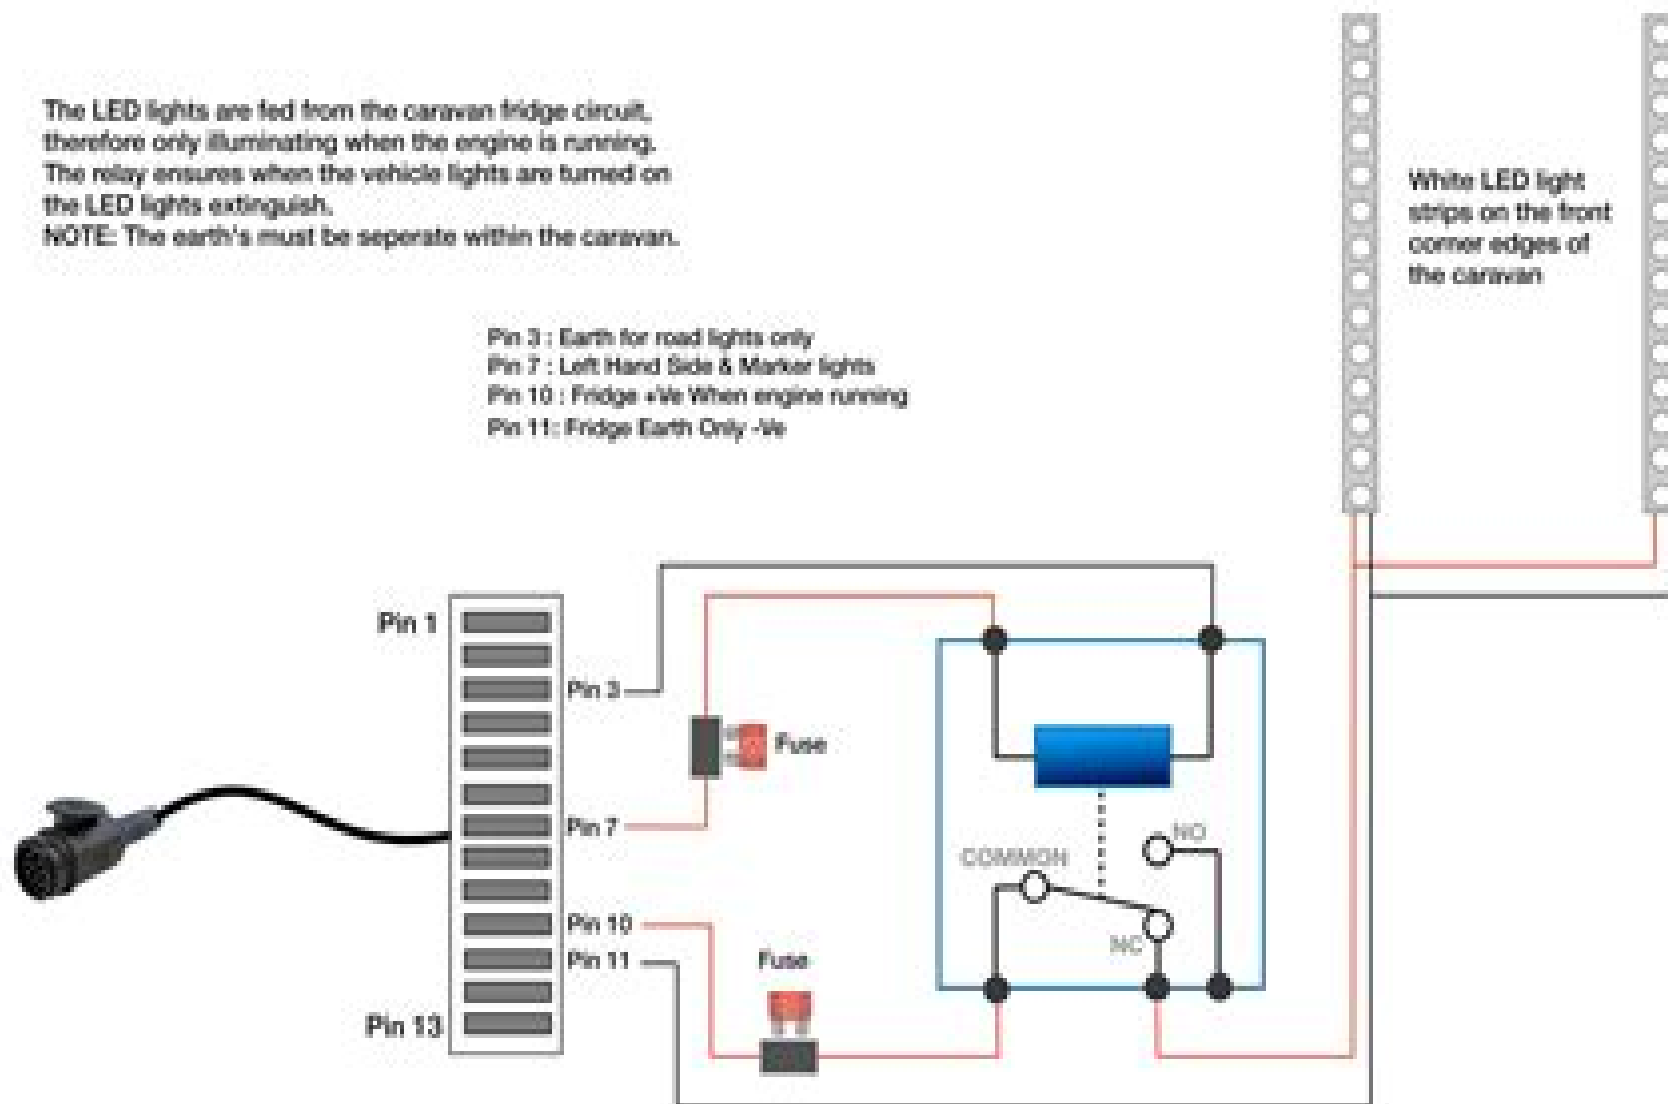 The LED lights are fed from the caravan fridge circuit,
therefore only illuminating when the engine is running.
The relay ensures when the vehicle lights are turned on
the LED lights extinguish.
NOTE: The earth's must be seperate within the caravan.
White LED light
strips on the front
corner edges of
the caravan
Pin 3 : Earth for road lights only
Pin 7 : Left Hand Side & Marker lights
Pin 10 : Fridge +Ve When engine running
Pin 11: Fridge Earth Only -Ve
Pin 1
Pin 3
Fuse
Pin 7
NO
COMMON
Pin 10
NC
Pin 11
Fuse
Pin 13